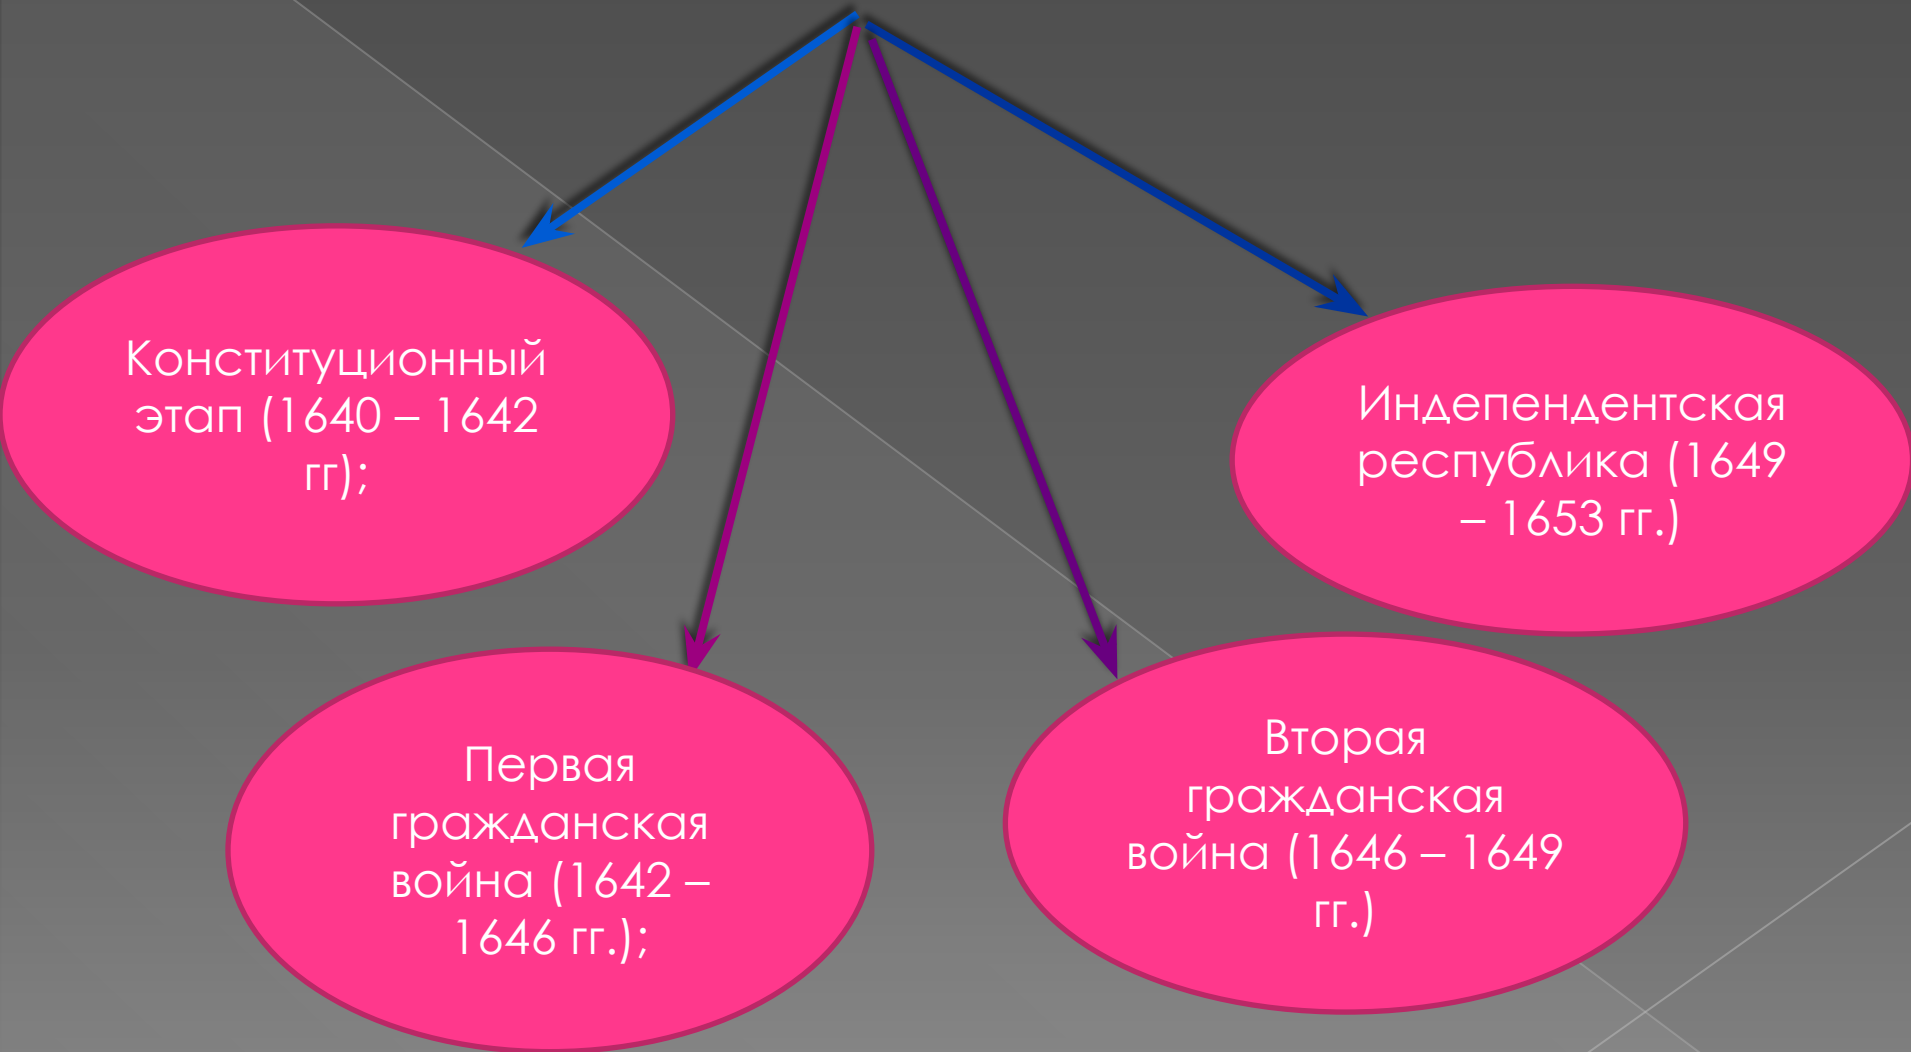 Конституционный
этап (1640 – 1642
гг);
Индепендентская
республика (1649
– 1653 гг.)
Первая
гражданская
война (1642 –
1646 гг.);
Вторая
гражданская
война (1646 – 1649
гг.)